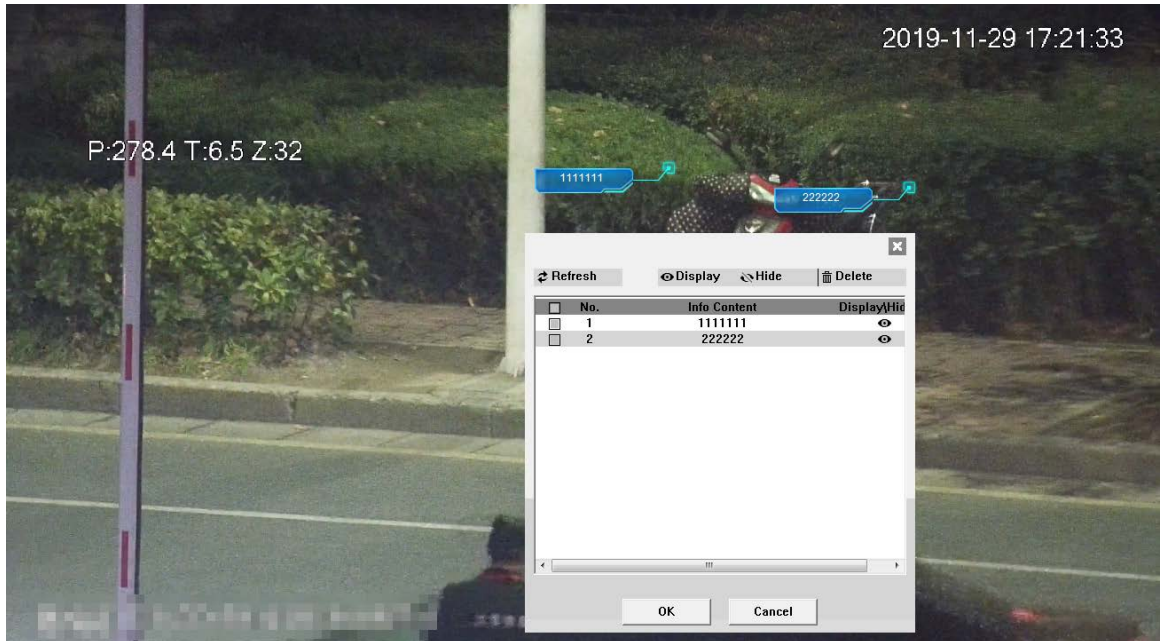 2019-11-29 17:21:33
P:278.4 T:6.5 Z:32
1111111
222222
Refresh Display Hide Delete
No. Info Content Display\Hid
1 1111111
2 222222
OK Cancel